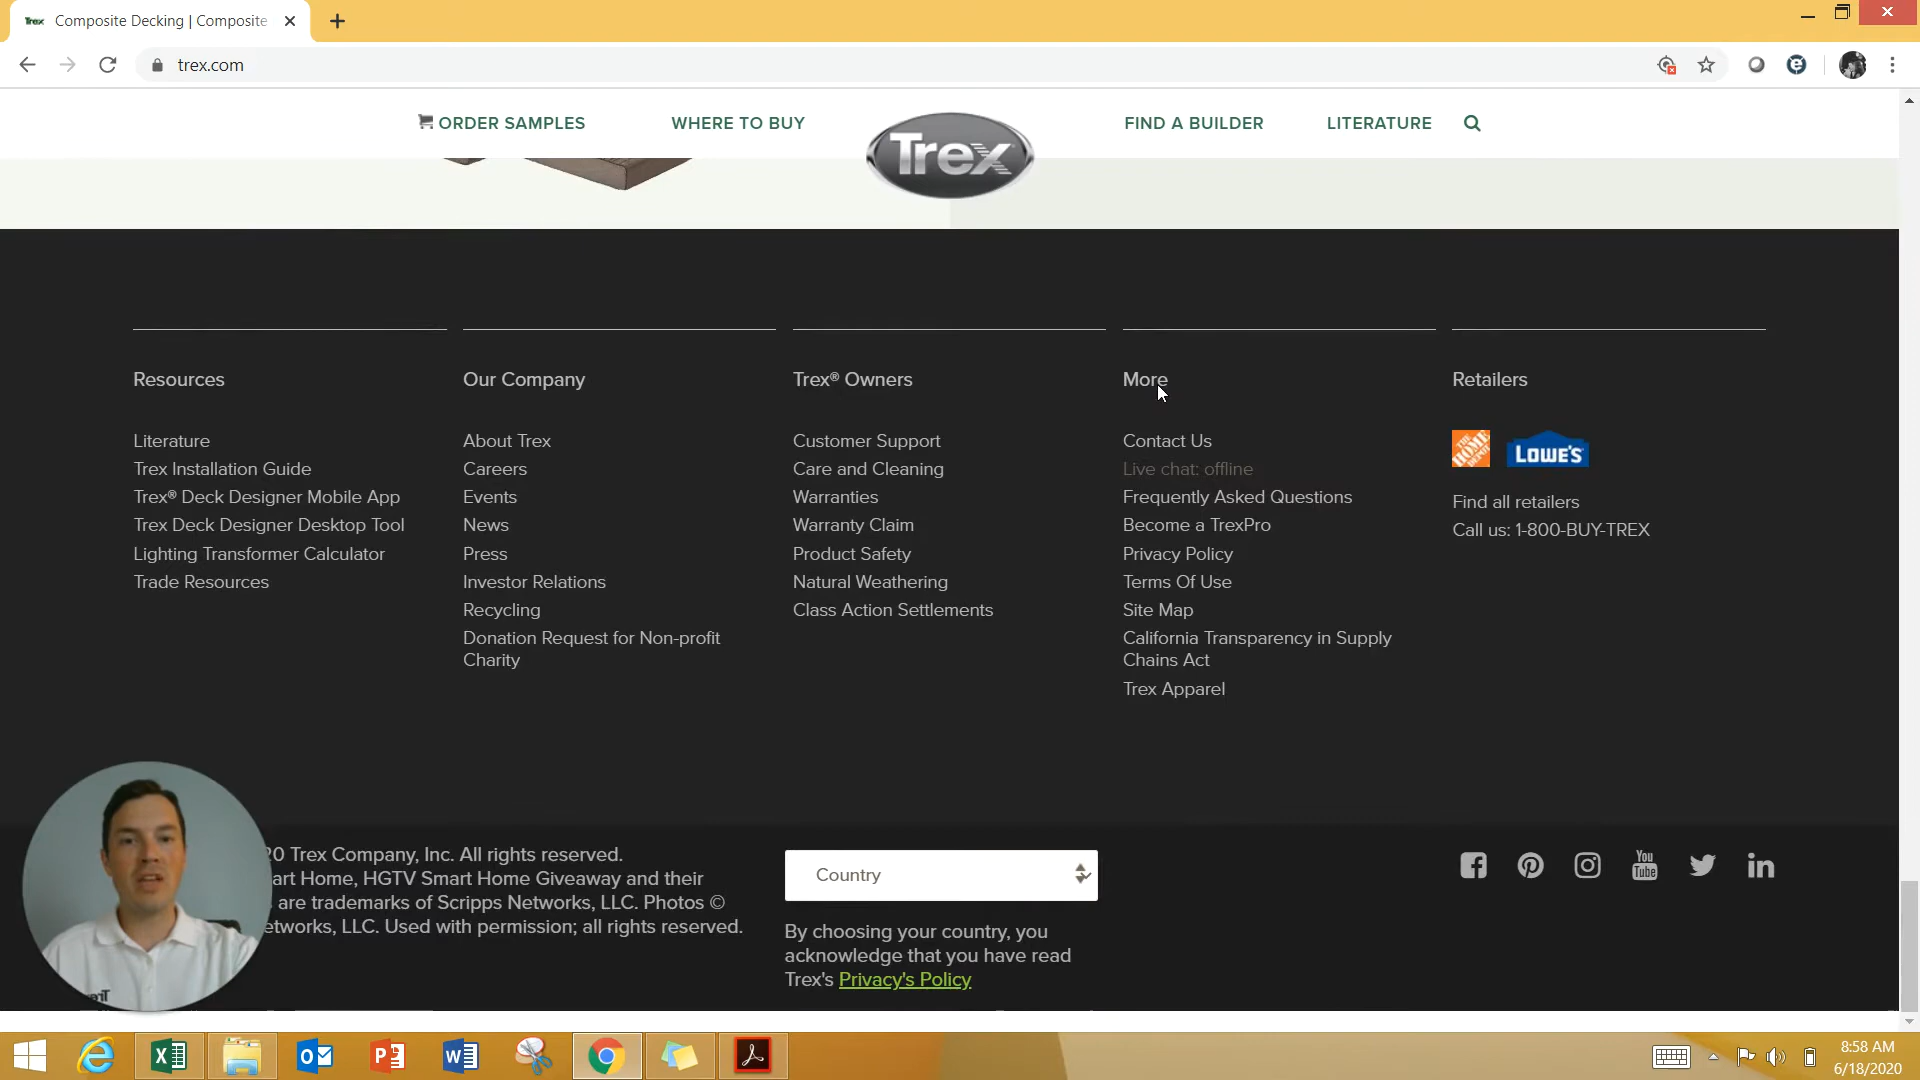 Trex Composite Decking | Composite
trex.com
ORDER SAMPLES
WHERE TO BUY
Trex
FIND A BUILDER
LITERATURE
Resources
Literature
Trex Installation Guide
Trex® Deck Designer Mobile App
Trex Deck Designer Desktop Tool
Lighting Transformer Calculator
Trade Resources
Our Company
About Trex
Careers
Events
News
Press
Investor Relations
Recycling
Donation Request for Non-profit
Charity
Trex® Owners
Customer Support
Care and Cleaning
Warranties
Warranty Claim
Product Safety
Natural Weathering
Class Action Settlements
More
Contact Us
Live chat: offline
Frequently Asked Questions
Become a TrexPro
Privacy Policy
Terms Of Use
Site Map
California Transparency in Supply
Chains Act
Trex Apparel
Retailers
THE HOME DEPOT
LOWE'S
Find all retailers
Call us: 1-800-BUY-TREX
20 Trex Company, Inc. All rights reserved.
art Home, HGTV Smart Home Giveaway and their
are trademarks of Scripps Networks, LLC. Photos ©
etworks, LLC. Used with permission; all rights reserved.
Country
By choosing your country, you
acknowledge that you have read
Trex's Privacy's Policy
You Tube
8:58 AM
6/18/2020